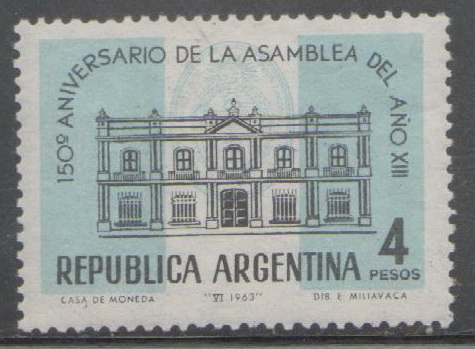 150º ANIVERSARIO DE LA ASAMBLEA DEL AÑO XIII
4
PESOS
REPUBLICA ARGENTINA
CASA DE MONEDA "VI 1963" DIB. E. MILIAVACA